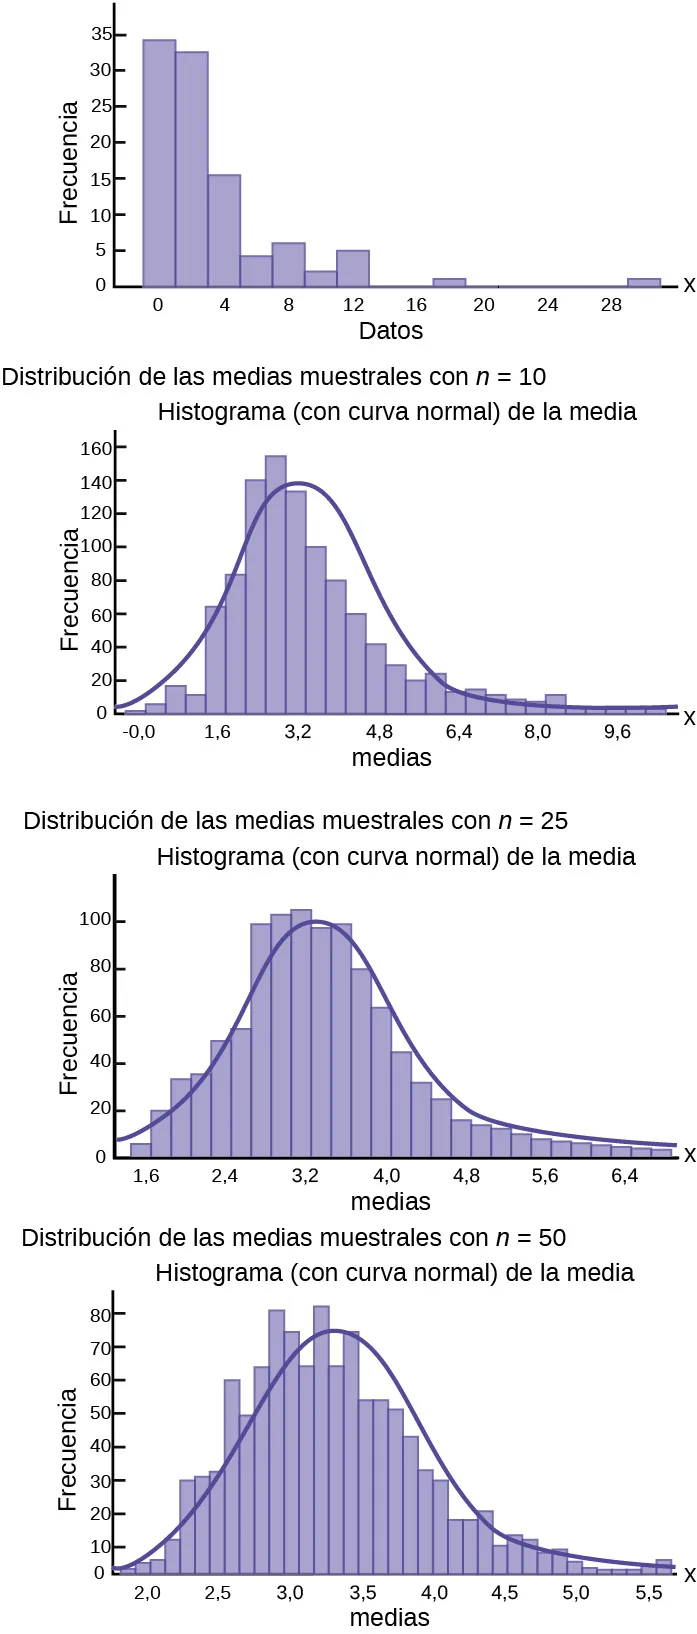 35
30
25
20
15
10
5
0
Frecuencia
0 4 8 12 16 20 24 28
x
Datos
Distribución de las medias muestrales con n = 10
Histograma (con curva normal) de la media
160
140
120
100
80
60
40
20
0
Frecuencia
-0,0 1,6 3,2 4,8 6,4 8,0 9,6
x
medias
Distribución de las medias muestrales con n = 25
Histograma (con curva normal) de la media
100
80
60
40
20
0
Frecuencia
1,6 2,4 3,2 4,0 4,8 5,6 6,4
x
medias
Distribución de las medias muestrales con n = 50
Histograma (con curva normal) de la media
80
70
60
50
40
30
20
10
0
Frecuencia
2,0 2,5 3,0 3,5 4,0 4,5 5,0 5,5
x
medias